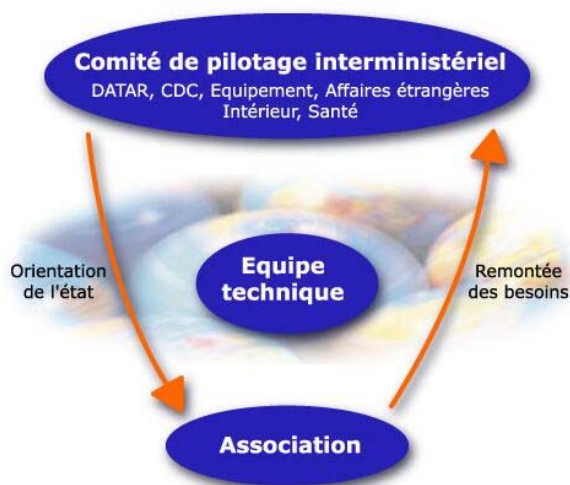 Comité de pilotage interministériel
DATAR, CDC, Equipement, Affaires étrangères
Intérieur, Santé
Orientation
de l'état
Equipe
technique
Remontée
des besoins
Association